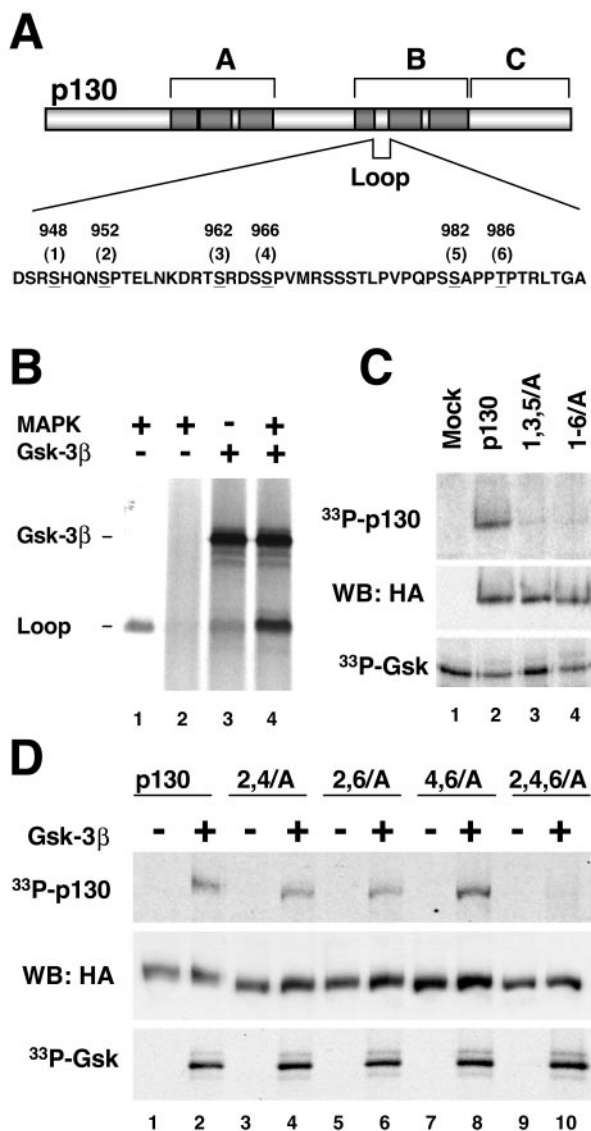 A
A B C
p130
Loop
948 952 962 966 982 986
(1) (2) (3) (4) (5) (6)
DSRSHQNSPTELNKDRTSRDSSPVMRSSSTLPVPQPSSAPPTPTRLTGA
B
MAPK + + - +
Gsk-3β - - + +
Gsk-3β –
Loop –
1 2 3 4
C
Mock p130 1,3,5/A 1-6/A
³³P-p130
WB: HA
³³P-Gsk
1 2 3 4
D
p130 2,4/A 2,6/A 4,6/A 2,4,6/A
Gsk-3β - + - + - + - + - +
³³P-p130
WB: HA
³³P-Gsk
1 2 3 4 5 6 7 8 9 10